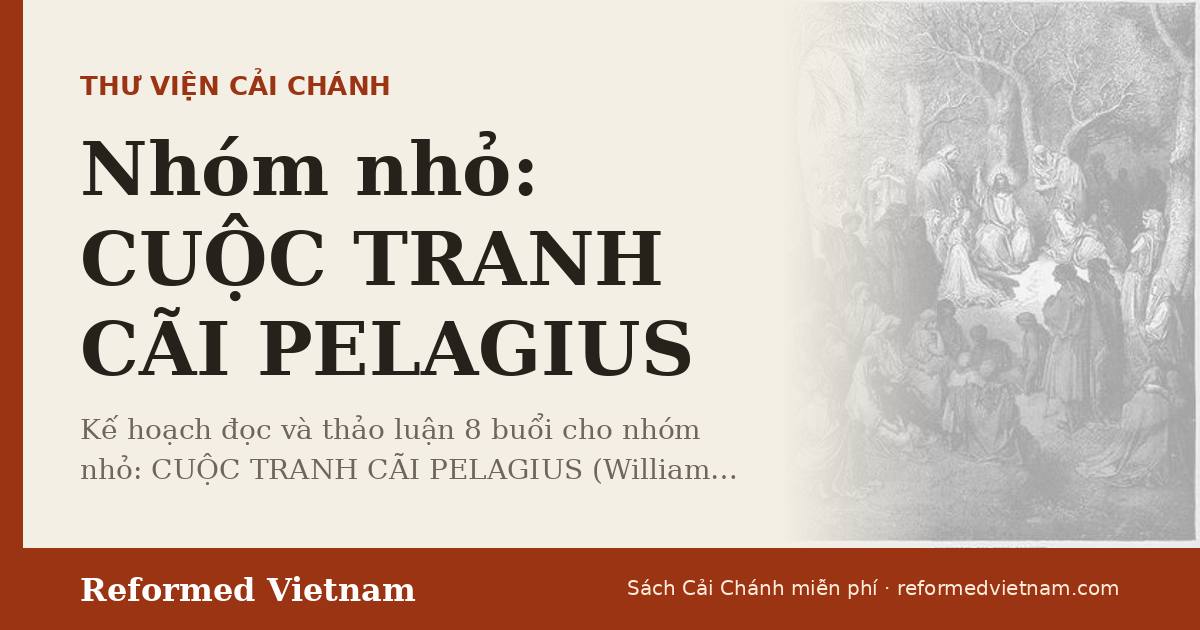 THƯ VIỆN CẢI CHÁNH
Nhóm nhỏ:
CUỘC TRANH
CÃI PELAGIUS
Kế hoạch đọc và thảo luận 8 buổi cho nhóm
nhỏ: CUỘC TRANH CÃI PELAGIUS (William...
Reformed Vietnam
Sách Cải Chánh miễn phí · reformedvietnam.com